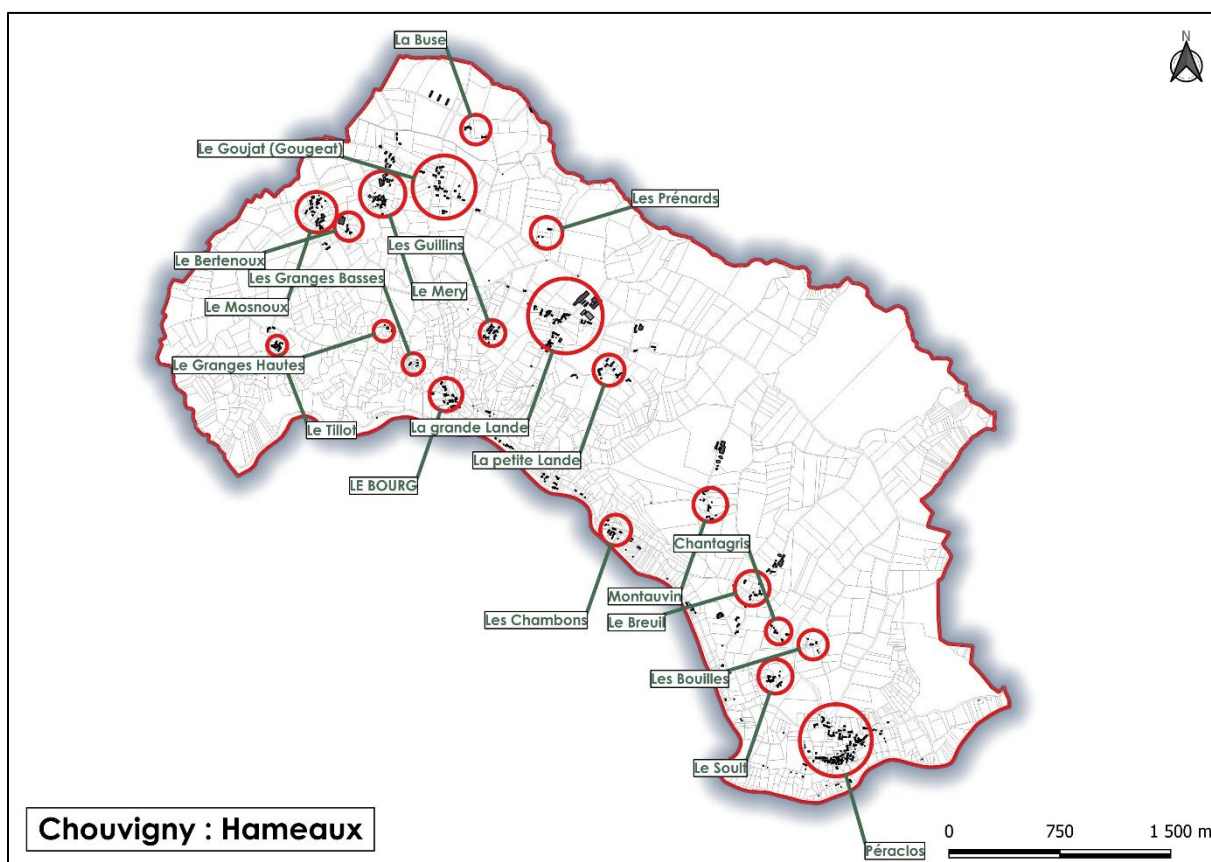 La Buse
N
Le Goujat (Gougeat)
Les Prénards
Les Guillins
Le Bertenoux
Les Granges Basses
Le Mery
Le Mosnoux
Le Granges Hautes
Le Tillot
La grande Lande
La petite Lande
LE BOURG
Chantagris
Montauvin
Les Chambons
Le Breuil
Les Bouilles
Le Soult
Chouvigny : Hameaux
0 750 1 500 m
Péraclos